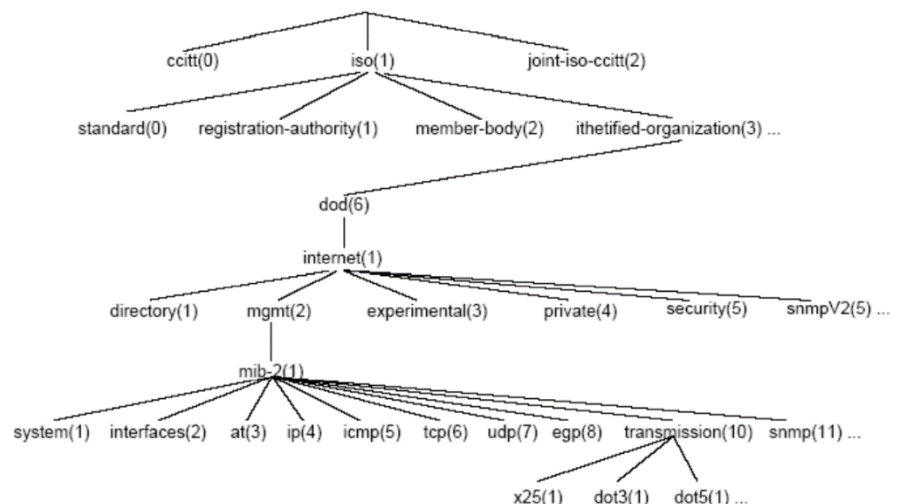 ccitt(0) iso(1) joint-iso-ccitt(2)
standard(0) registration-authority(1) member-body(2) ithetified-organization(3) ...
dod(6)
internet(1)
directory(1) mgmt(2) experimental(3) private(4) security(5) snmpV2(5) ...
mib-2(1)
system(1) interfaces(2) at(3) ip(4) icmp(5) tcp(6) udp(7) egp(8) transmission(10) snmp(11) ...
x25(1) dot3(1) dot5(1) ...